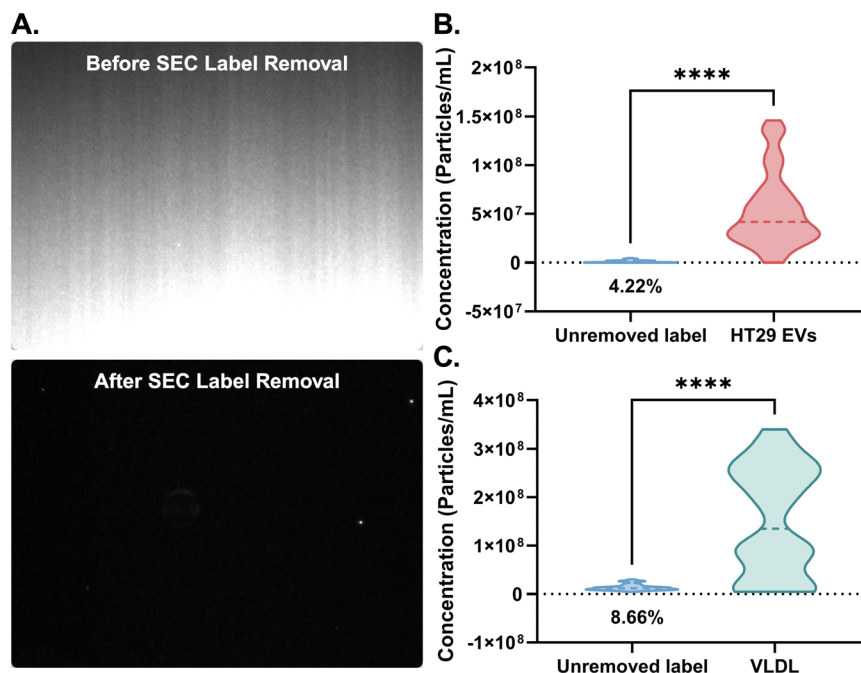 A.
Before SEC Label Removal
After SEC Label Removal
B.
Concentration (Particles/mL)
2×10⁸
1.5×10⁸
1×10⁸
5×10⁷
0
-5×10⁷
****
4.22%
Unremoved label
HT29 EVs
C.
Concentration (Particles/mL)
4×10⁸
3×10⁸
2×10⁸
1×10⁸
0
-1×10⁸
****
8.66%
Unremoved label
VLDL